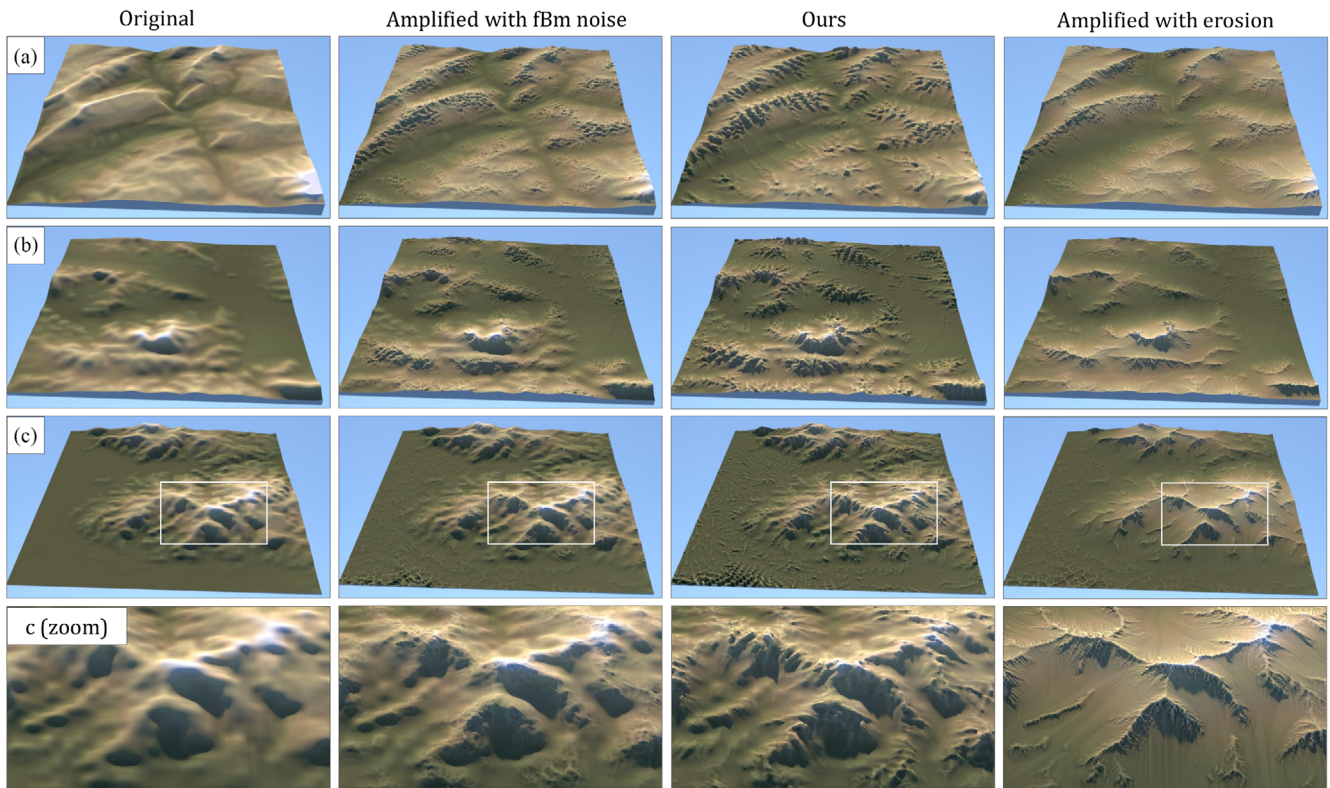 Original
Amplified with fBm noise
Ours
Amplified with erosion
(a)
(b)
(c)
c (zoom)